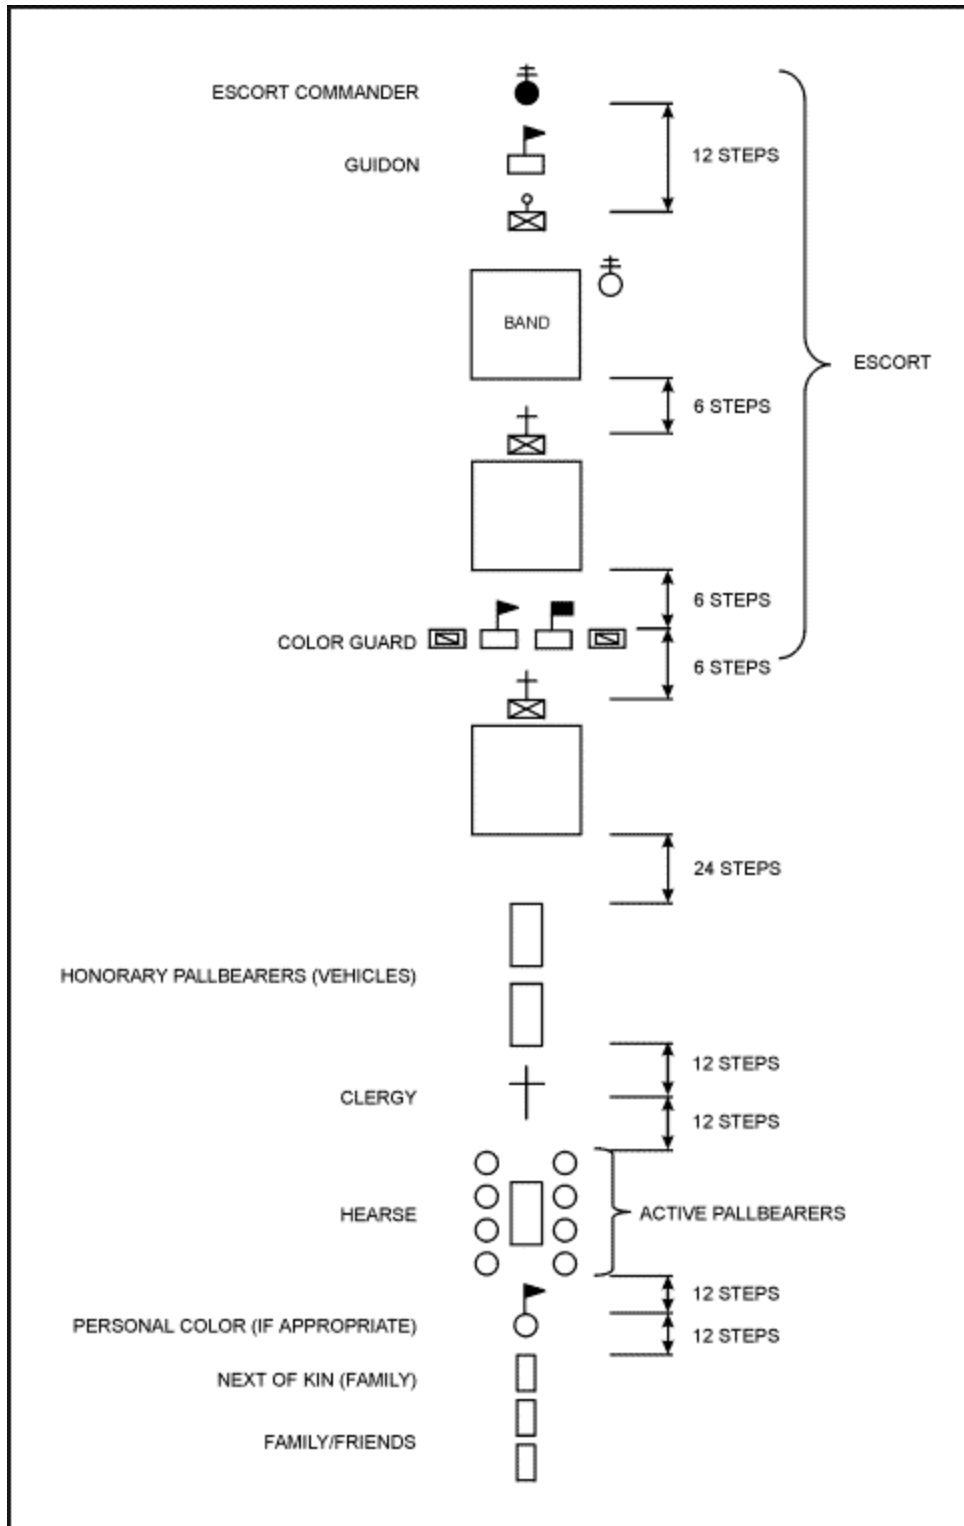 ESCORT COMMANDER
12 STEPS
GUIDON
BAND
ESCORT
6 STEPS
6 STEPS
COLOR GUARD
6 STEPS
24 STEPS
HONORARY PALLBEARERS (VEHICLES)
12 STEPS
CLERGY
12 STEPS
HEARSE
ACTIVE PALLBEARERS
12 STEPS
PERSONAL COLOR (IF APPROPRIATE)
12 STEPS
NEXT OF KIN (FAMILY)
FAMILY/FRIENDS